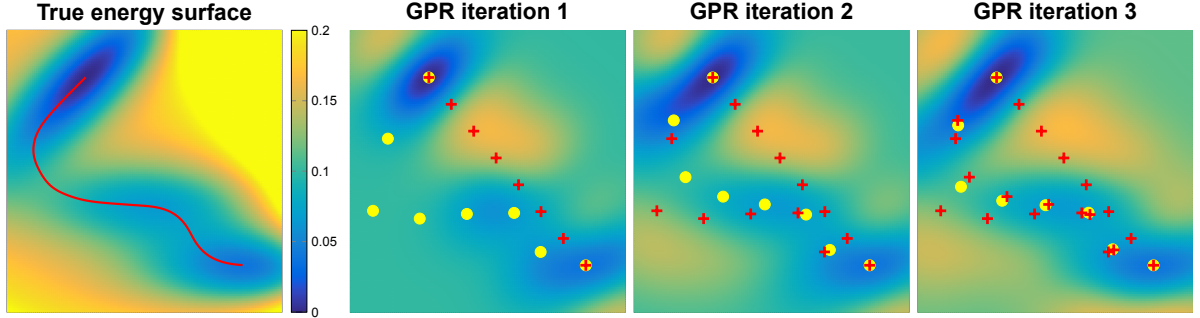 True energy surface
GPR iteration 1
GPR iteration 2
GPR iteration 3
0.2
0.15
0.1
0.05
0